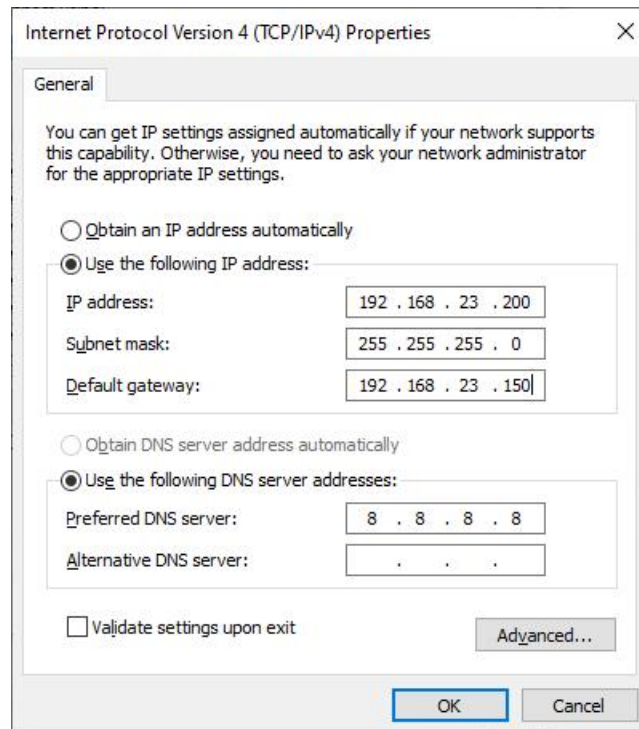 Internet Protocol Version 4 (TCP/IPv4) Properties
General
You can get IP settings assigned automatically if your network supports
this capability. Otherwise, you need to ask your network administrator
for the appropriate IP settings.
Obtain an IP address automatically
Use the following IP address:
IP address: 192 . 168 . 23 . 200
Subnet mask: 255 . 255 . 255 . 0
Default gateway: 192 . 168 . 23 . 150
Obtain DNS server address automatically
Use the following DNS server addresses:
Preferred DNS server: 8 . 8 . 8 . 8
Alternative DNS server: . . .
Validate settings upon exit
Advanced...
OK Cancel